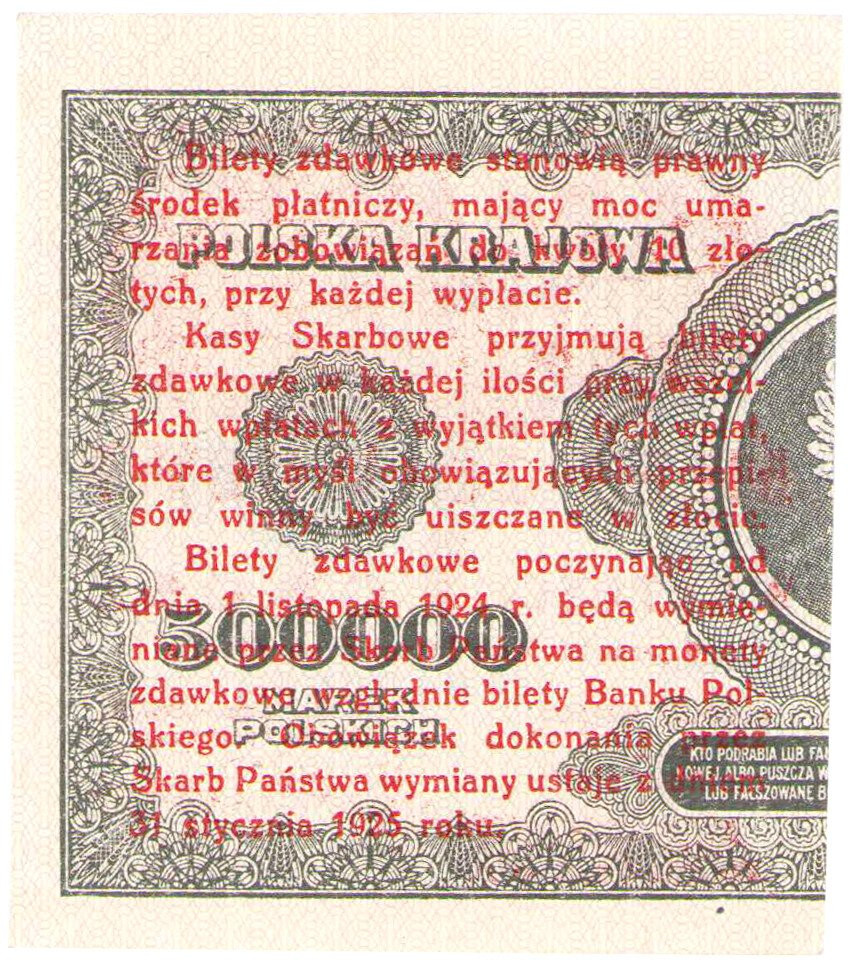 Bilety zdawkowe stanowią prawny
środek płatniczy, mający moc uma-
rzania zobowiązań do kwoty 10 zło-
tych, przy każdej wypłacie.
Kasy Skarbowe przyjmują bilety
zdawkowe w każdej ilości przy wszel-
kich wpłatach z wyjątkiem tych wpłat,
które w myśl obowiązujących przepi-
sów winny być uiszczane w złocie.
Bilety zdawkowe poczynając od
dnia 1 listopada 1924 r. będą wymie-
niane przez Skarb Państwa na monety
zdawkowe względnie bilety Banku Pol-
skiego. Obowiązek dokonania przez
Skarb Państwa wymiany ustaje z dniem
31 stycznia 1925 roku.
POLSKA KRAJOWA
500000
MAREK
POLSKICH
KTO PODRABIA LUB FAŁ
KOWEJ ALBO PUSZCZA W
LUB FAŁSZOWANE B